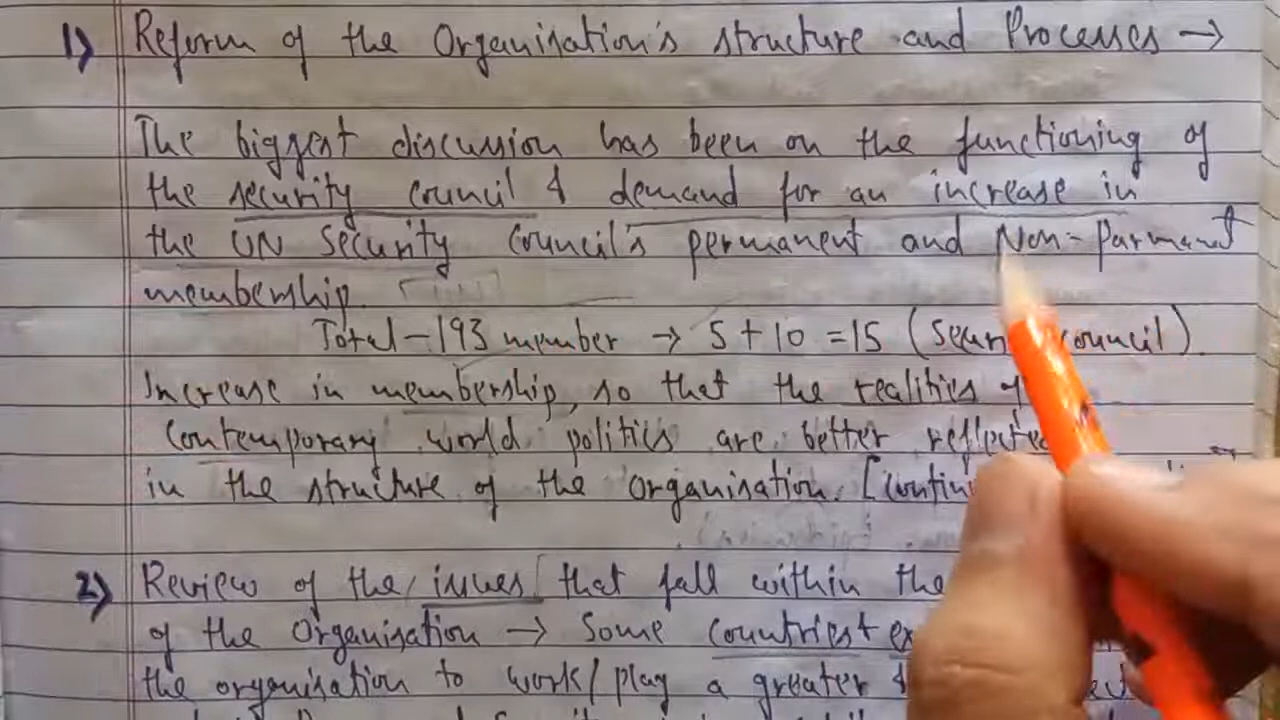 1) Reform of the Organisation's structure and Processes →
The biggest discussion has been on the functioning of
the security council & demand for an increase in
the UN Security Council's permanent and Non-Parmanent
membership.
Total - 193 member → 5 + 10 = 15 ( council).
Increase in membership, so that the realities
contemporary world politics are better reflected
in the structure of the organisation.
2) Review of the issues that fall within the
of the Organisation → Some countries &
the organisation to work/play a greater &